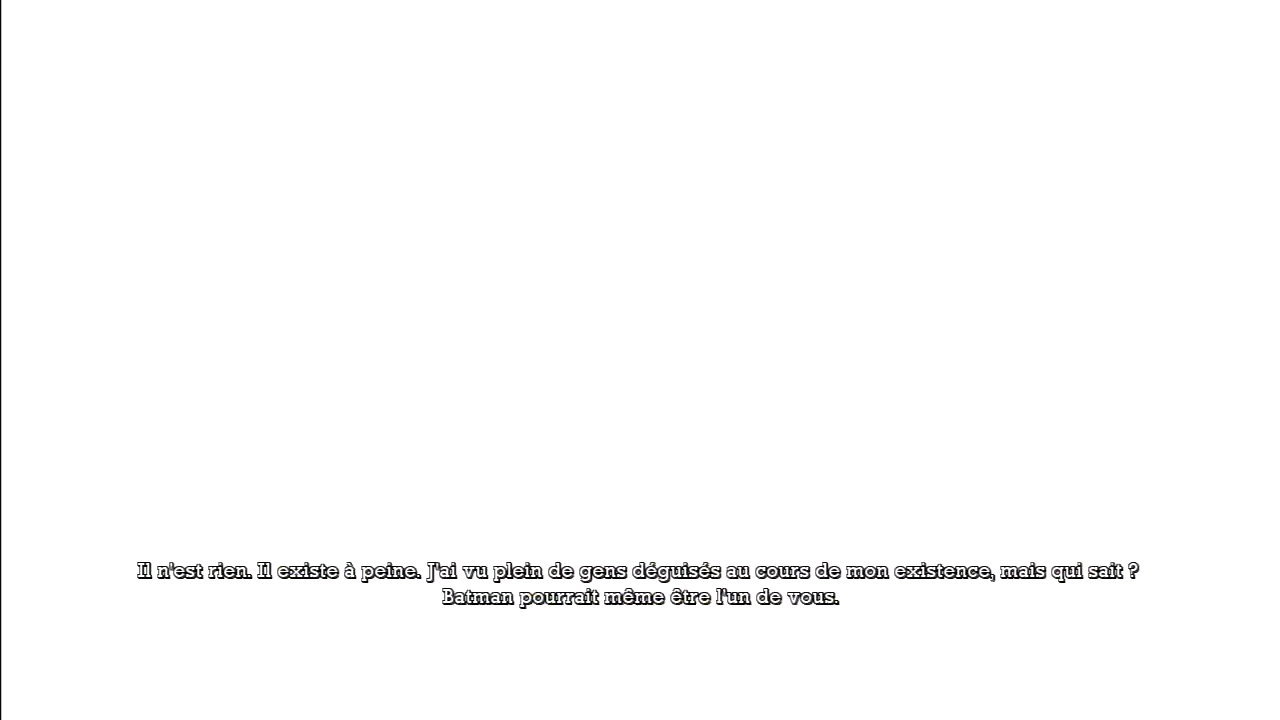 Il n'est rien. Il existe à peine. J'ai vu plein de gens déguisés au cours de mon existence, mais qui sait ?
Batman pourrait même être l'un de vous.